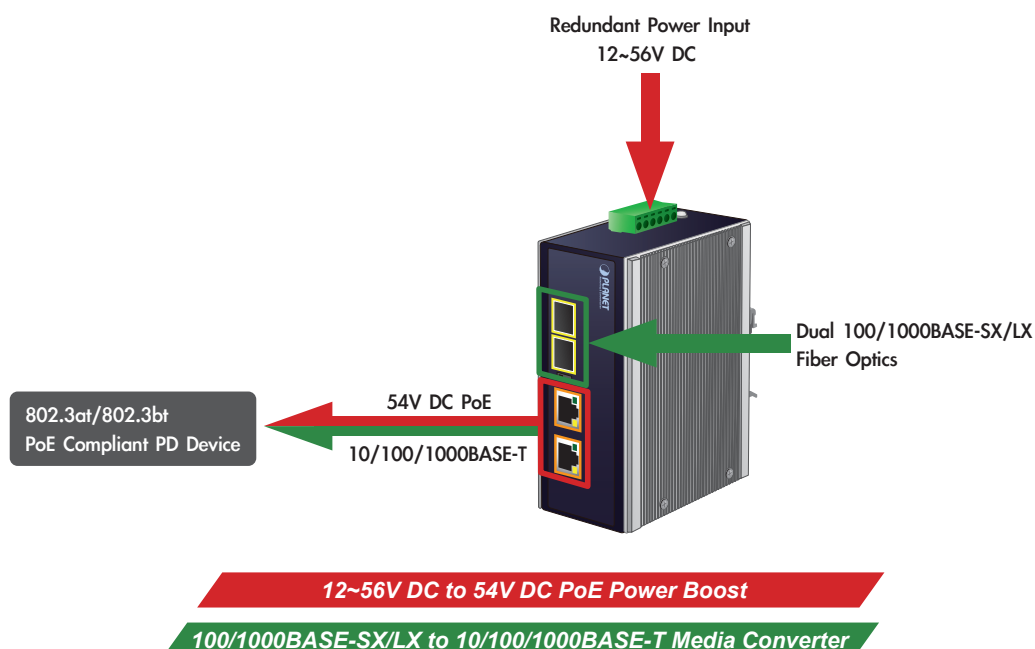 Redundant Power Input
12~56V DC
PLANET
Dual 100/1000BASE-SX/LX
Fiber Optics
54V DC PoE
802.3at/802.3bt
PoE Compliant PD Device
10/100/1000BASE-T
12~56V DC to 54V DC PoE Power Boost
100/1000BASE-SX/LX to 10/100/1000BASE-T Media Converter